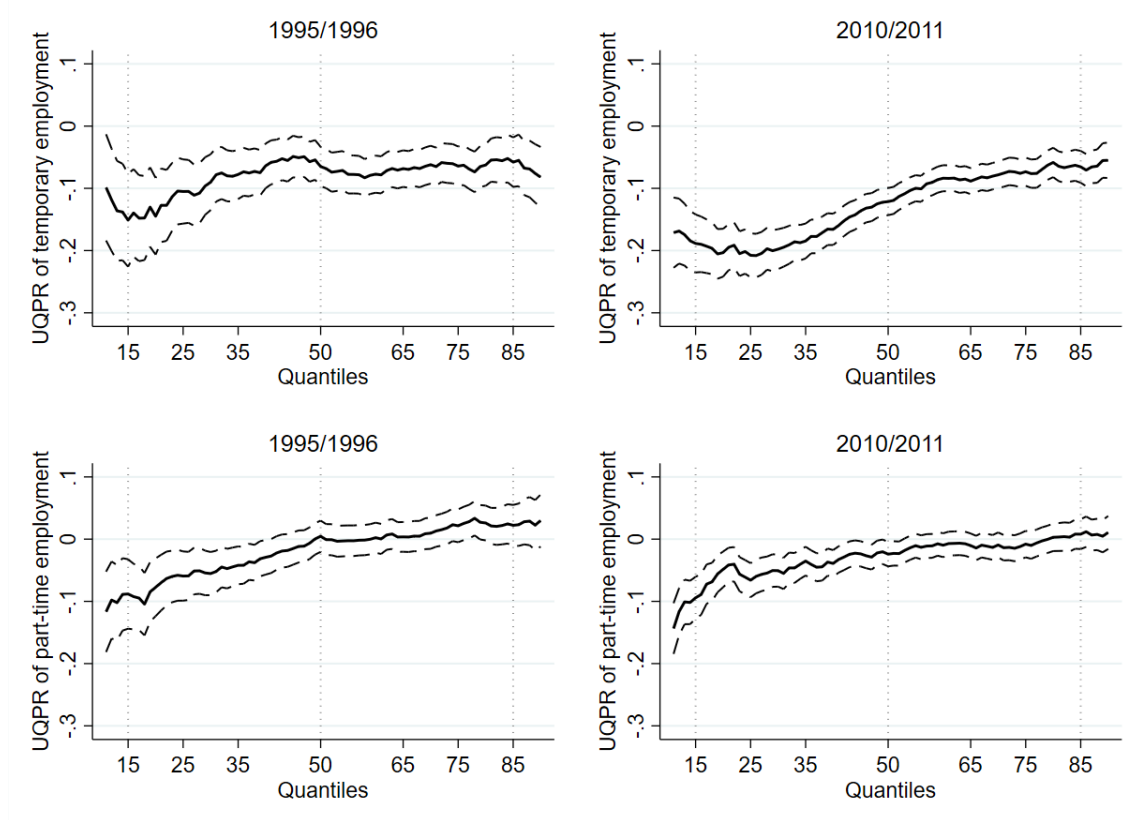 1995/1996
UQPR of temporary employment
.1
0
-.1
-.2
-.3
15 25 35 50 65 75 85
Quantiles
2010/2011
UQPR of temporary employment
.1
0
-.1
-.2
-.3
15 25 35 50 65 75 85
Quantiles
1995/1996
UQPR of part-time employment
.1
0
-.1
-.2
-.3
15 25 35 50 65 75 85
Quantiles
2010/2011
UQPR of part-time employment
.1
0
-.1
-.2
-.3
15 25 35 50 65 75 85
Quantiles